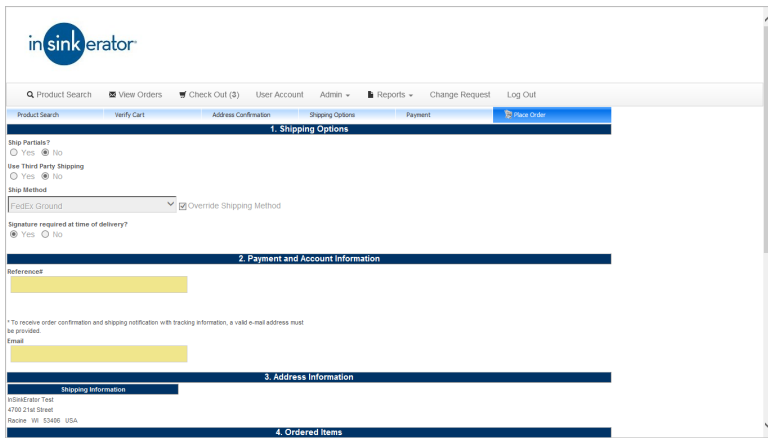 insinkerator
Product Search View Orders Check Out (3) User Account Admin Reports Change Request Log Out
Product Search Verify Cart Address Confirmation Shipping Options Payment Place Order
1. Shipping Options
Ship Partials?
Yes No
Use Third Party Shipping
Yes No
Ship Method
FedEx Ground Override Shipping Method
Signature required at time of delivery?
Yes No
2. Payment and Account Information
Reference#
* To receive order confirmation and shipping notification with tracking information, a valid e-mail address must
be provided.
Email
3. Address Information
Shipping Information
InSinkErator Test
4700 21st Street
Racine WI 53406 USA
4. Ordered Items